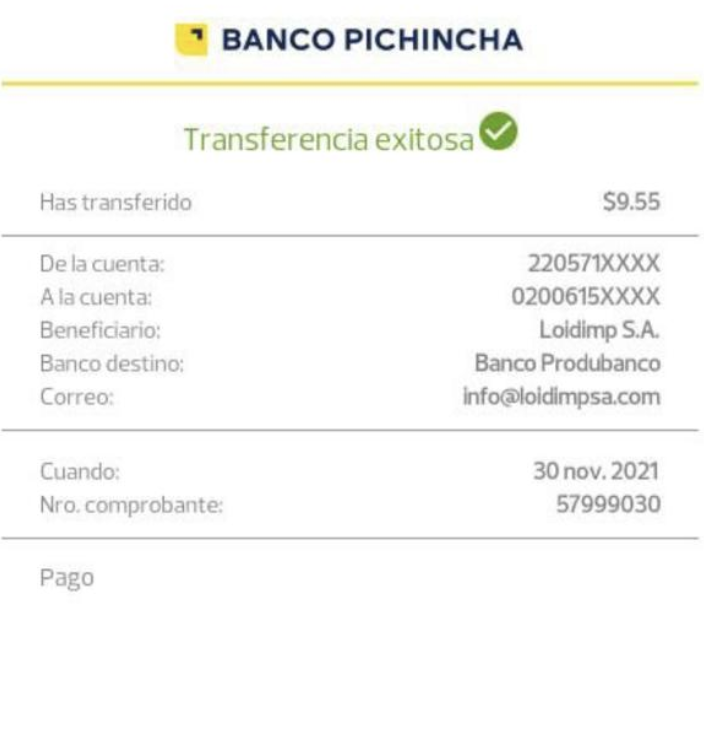 BANCO PICHINCHA
Transferencia exitosa
Has transferido $9.55
De la cuenta: 220571XXXX
A la cuenta: 0200615XXXX
Beneficiario: Loidimp S.A.
Banco destino: Banco Produbanco
Correo: info@loidimpsa.com
Cuando: 30 nov. 2021
Nro. comprobante: 57999030
Pago